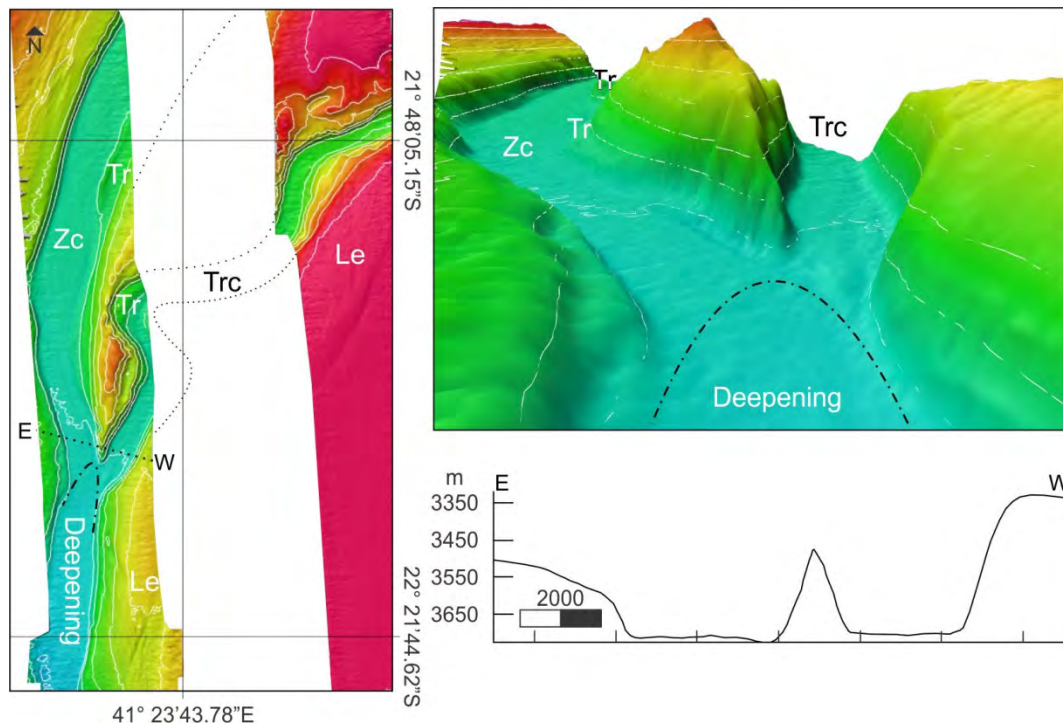 N
Tr
Zc
Tr
Trc
Le
E
W
Deepening
Le
21° 48'05.15”S
22° 21'44.62”S
41° 23'43.78”E
Tr
Trc
Zc
Tr
Deepening
m
E
W
3350
3450
3550
3650
2000